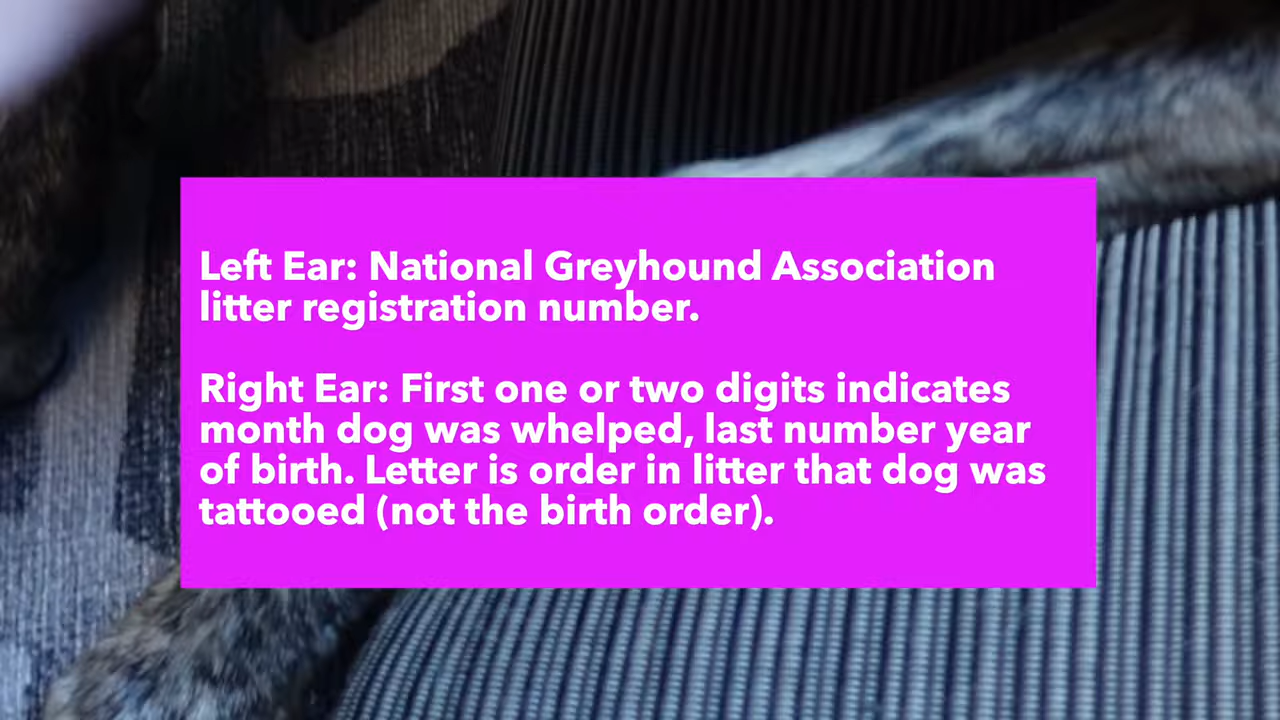 Left Ear: National Greyhound Association
litter registration number.
Right Ear: First one or two digits indicates
month dog was whelped, last number year
of birth. Letter is order in litter that dog was
tattooed (not the birth order).